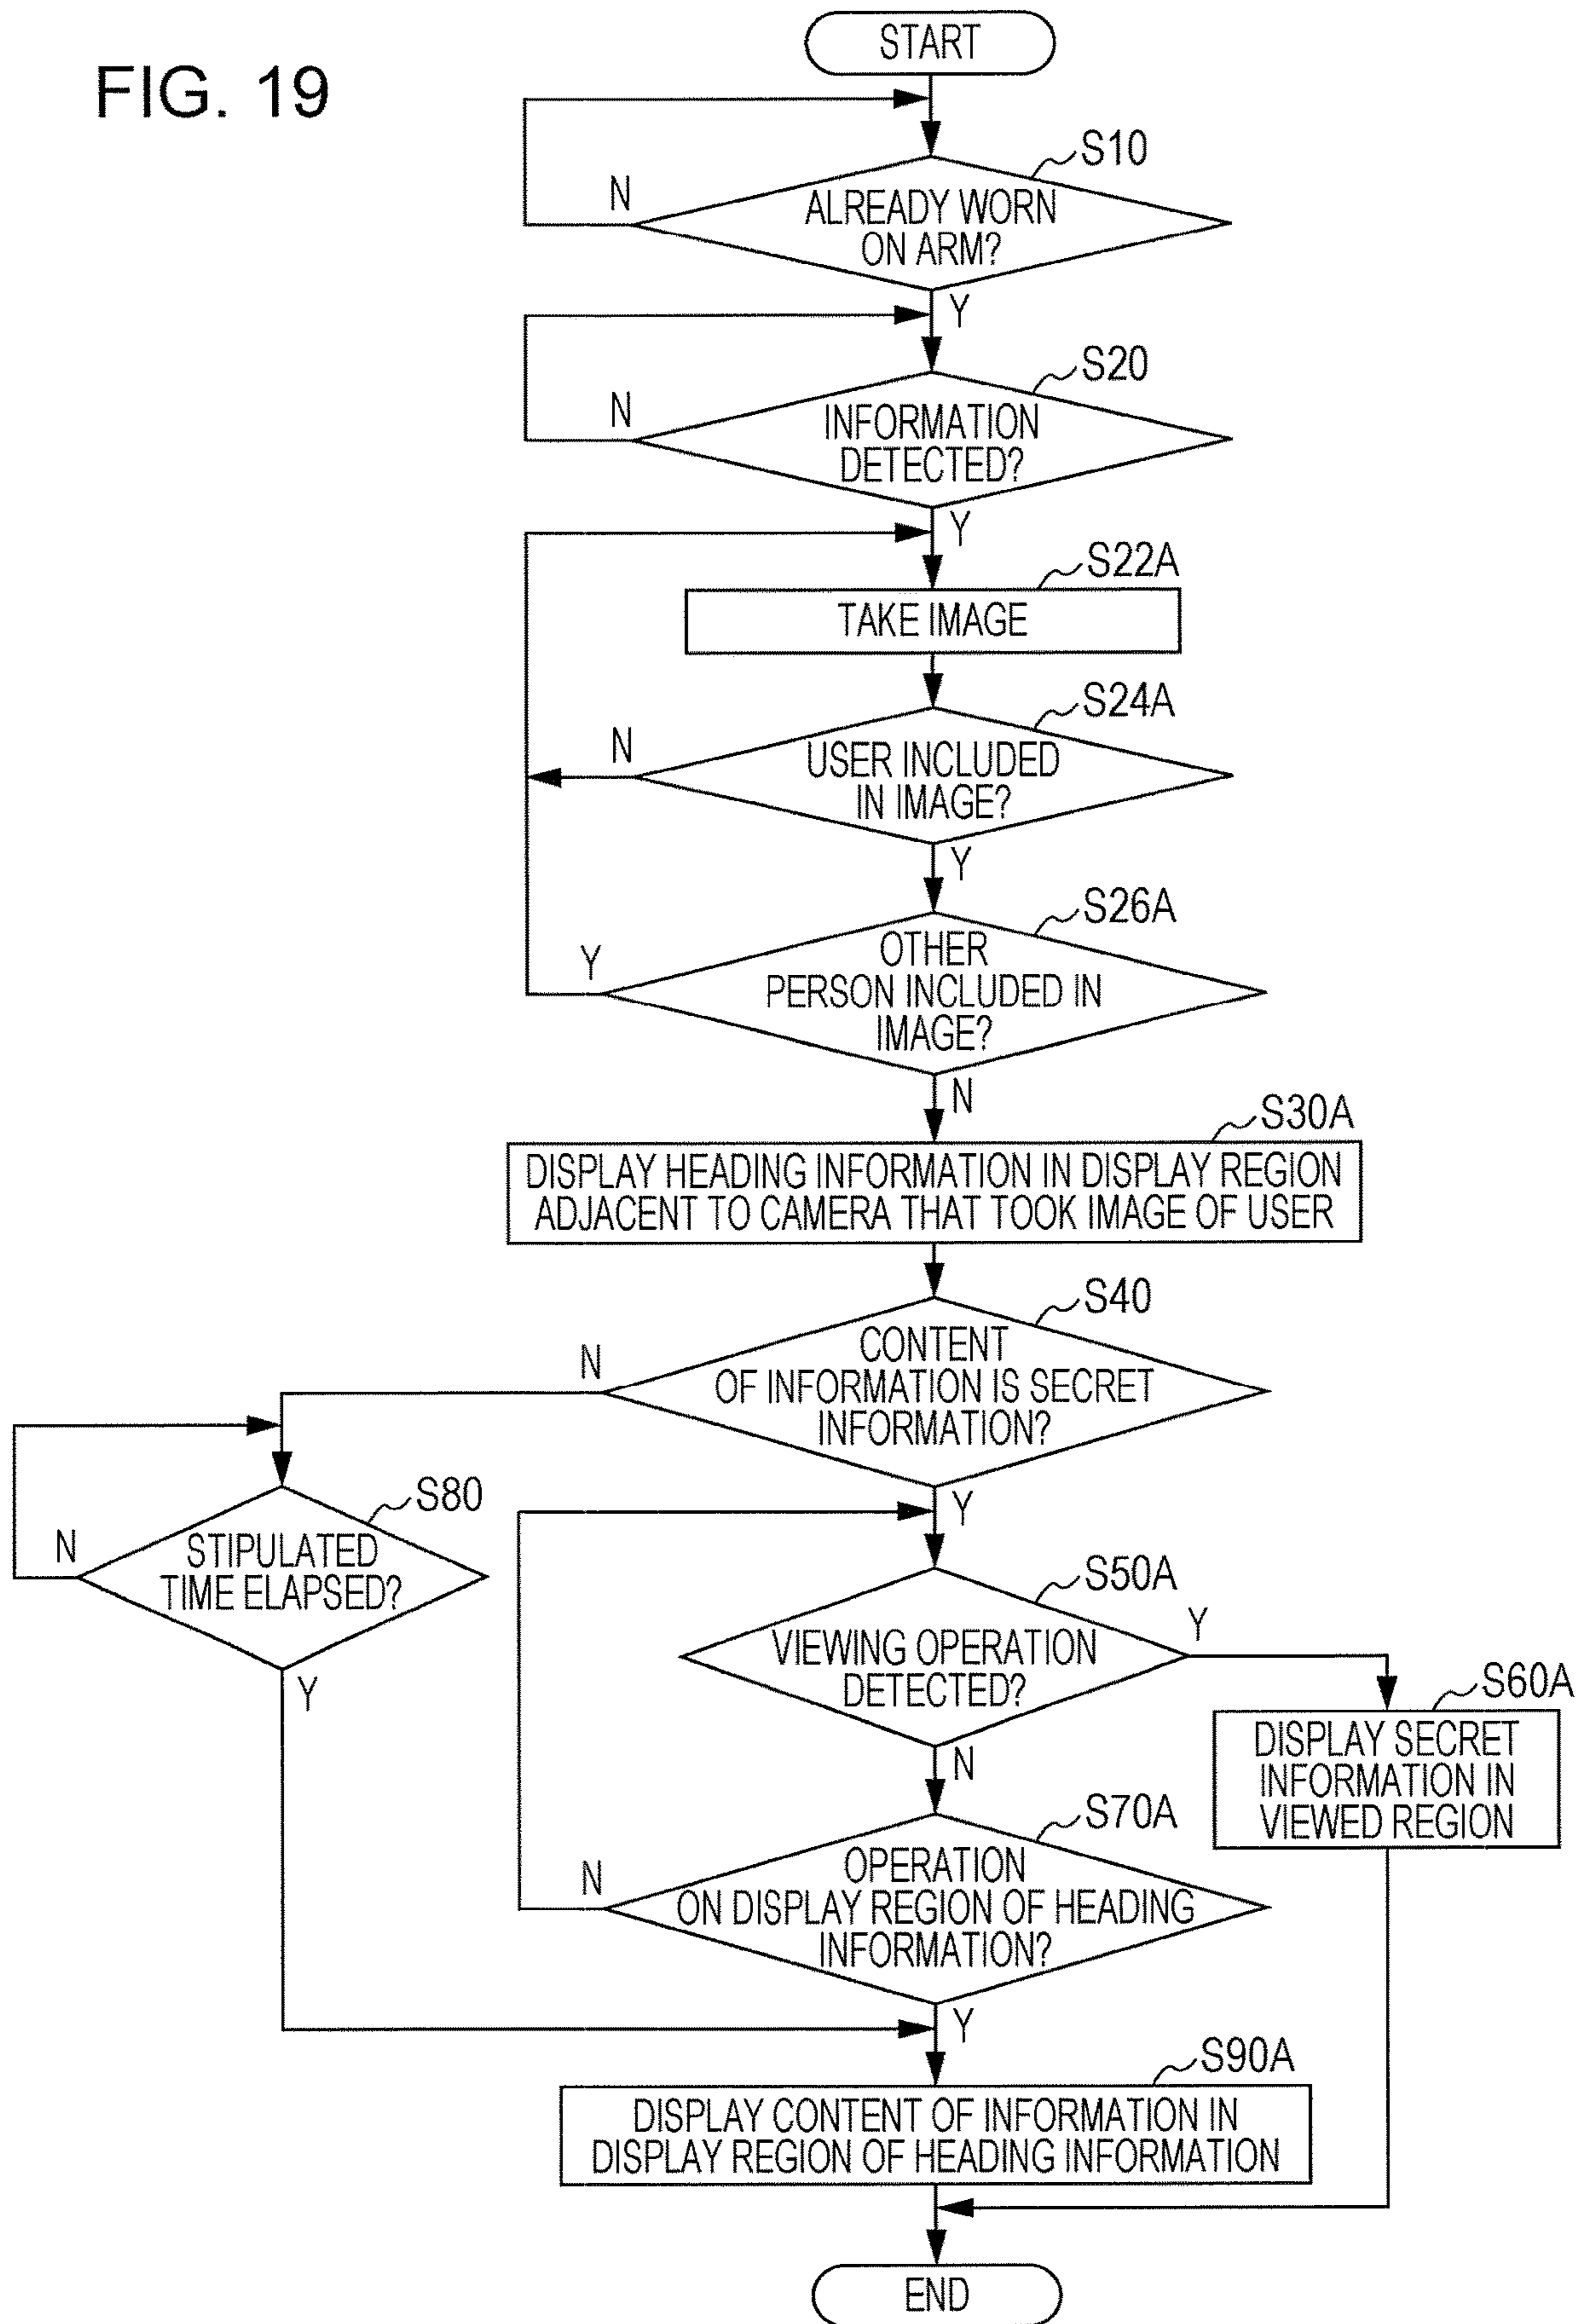 FIG. 19
START
S10
N
ALREADY WORN
ON ARM?
Y
S20
N
INFORMATION
DETECTED?
Y
S22A
TAKE IMAGE
S24A
N
USER INCLUDED
IN IMAGE?
Y
S26A
Y
OTHER
PERSON INCLUDED IN
IMAGE?
N
S30A
DISPLAY HEADING INFORMATION IN DISPLAY REGION
ADJACENT TO CAMERA THAT TOOK IMAGE OF USER
S40
N
CONTENT
OF INFORMATION IS SECRET
INFORMATION?
Y
S80
N
STIPULATED
TIME ELAPSED?
Y
S50A
Y
VIEWING OPERATION
DETECTED?
N
S60A
DISPLAY SECRET
INFORMATION IN
VIEWED REGION
S70A
N
OPERATION
ON DISPLAY REGION OF HEADING
INFORMATION?
Y
S90A
DISPLAY CONTENT OF INFORMATION IN
DISPLAY REGION OF HEADING INFORMATION
END